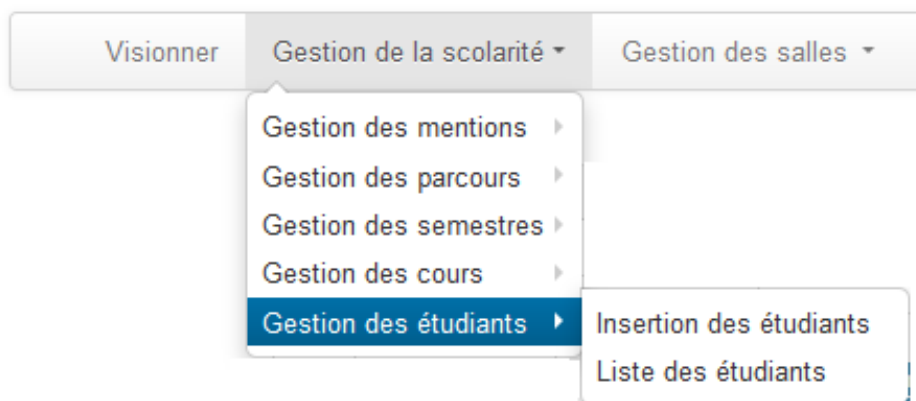 Visionner Gestion de la scolarité Gestion des salles
Gestion des mentions
Gestion des parcours
Gestion des semestres
Gestion des cours
Gestion des étudiants Insertion des étudiants
Liste des étudiants